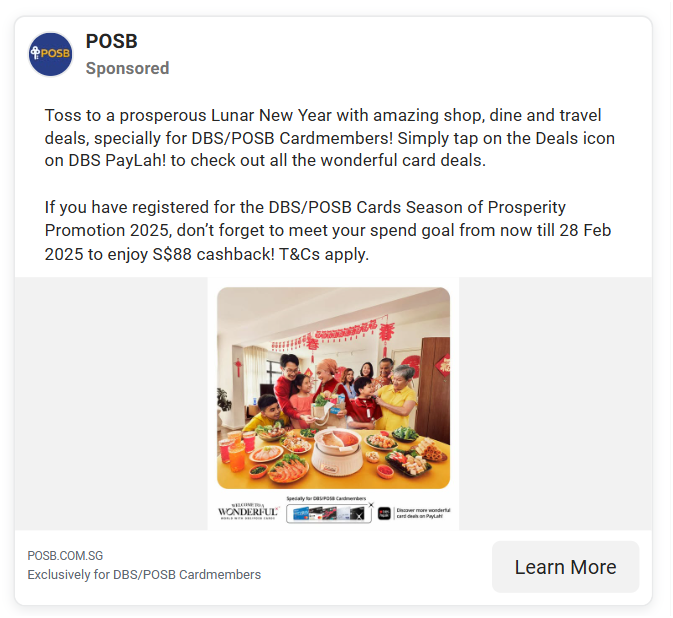 POSB
POSB
Sponsored
Toss to a prosperous Lunar New Year with amazing shop, dine and travel
deals, specially for DBS/POSB Cardmembers! Simply tap on the Deals icon
on DBS PayLah! to check out all the wonderful card deals.
If you have registered for the DBS/POSB Cards Season of Prosperity
Promotion 2025, don’t forget to meet your spend goal from now till 28 Feb
2025 to enjoy S$88 cashback! T&Cs apply.
春
WELCOME TO A
WONDERFUL
Specially for DBS/POSB Cardmembers
Discover more wonderful
card deals on PayLah!
POSB.COM.SG
Exclusively for DBS/POSB Cardmembers
Learn More